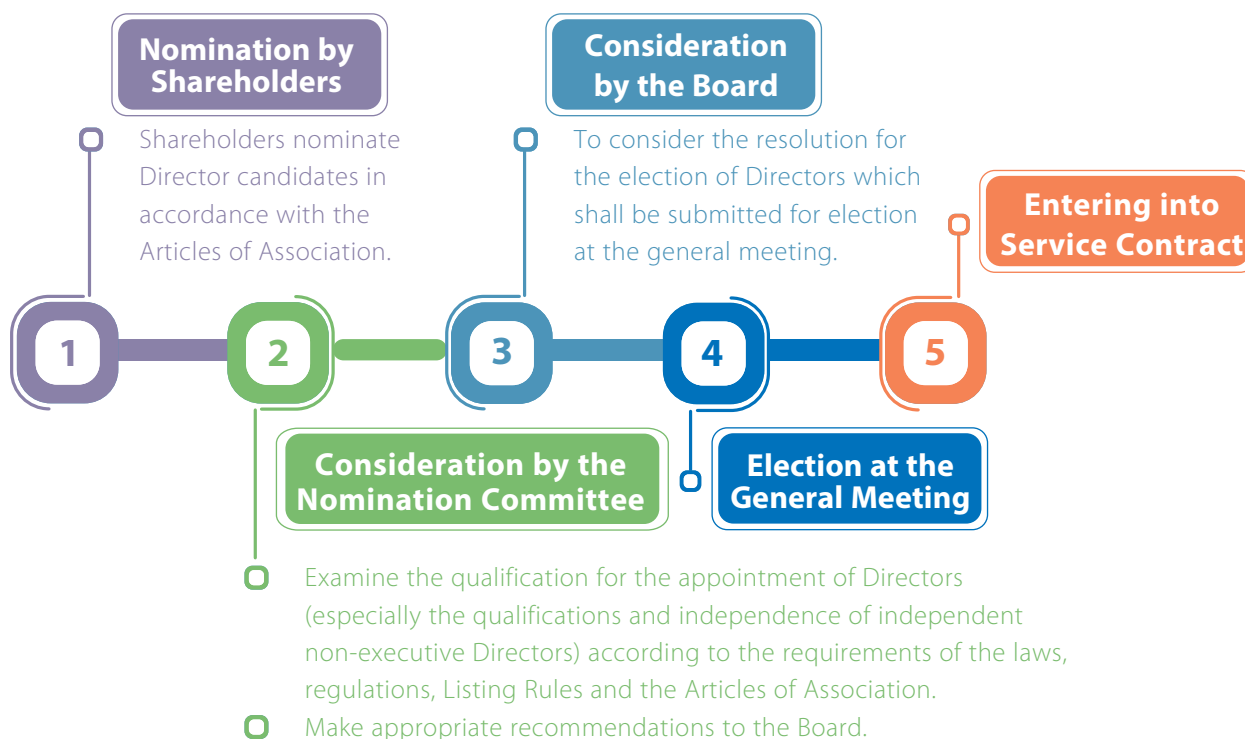 Nomination by
Shareholders
Shareholders nominate
Director candidates in
accordance with the
Articles of Association.
Consideration
by the Board
To consider the resolution for
the election of Directors which
shall be submitted for election
at the general meeting.
Entering into
Service Contract
1
2
3
4
5
Consideration by the
Nomination Committee
Election at the
General Meeting
Examine the qualification for the appointment of Directors
(especially the qualifications and independence of independent
non-executive Directors) according to the requirements of the laws,
regulations, Listing Rules and the Articles of Association.
Make appropriate recommendations to the Board.